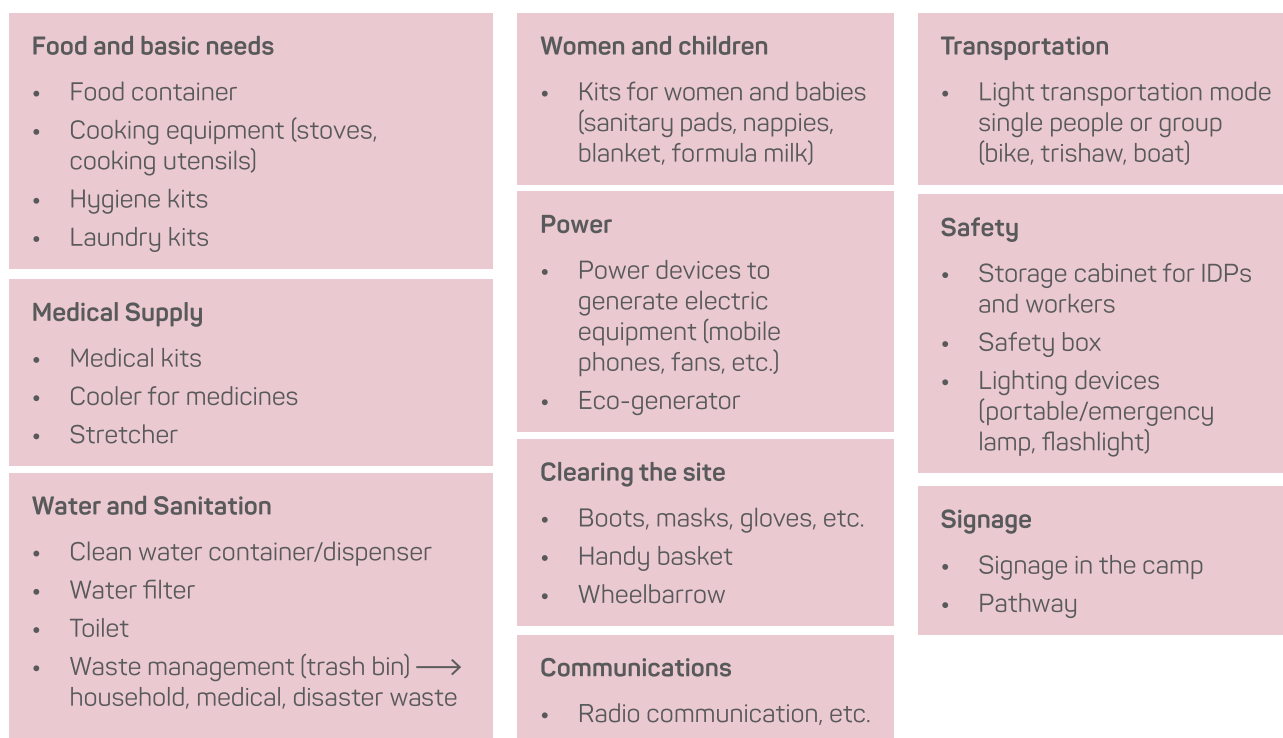 Food and basic needs
• Food container
• Cooking equipment (stoves,
cooking utensils)
• Hygiene kits
• Laundry kits
Medical Supply
• Medical kits
• Cooler for medicines
• Stretcher
Water and Sanitation
• Clean water container/dispenser
• Water filter
• Toilet
• Waste management (trash bin) ⟶
household, medical, disaster waste
Women and children
• Kits for women and babies
(sanitary pads, nappies,
blanket, formula milk)
Power
• Power devices to
generate electric
equipment (mobile
phones, fans, etc.)
• Eco-generator
Clearing the site
• Boots, masks, gloves, etc.
• Handy basket
• Wheelbarrow
Communications
• Radio communication, etc.
Transportation
• Light transportation mode
single people or group
(bike, trishaw, boat)
Safety
• Storage cabinet for IDPs
and workers
• Safety box
• Lighting devices
(portable/emergency
lamp, flashlight)
Signage
• Signage in the camp
• Pathway